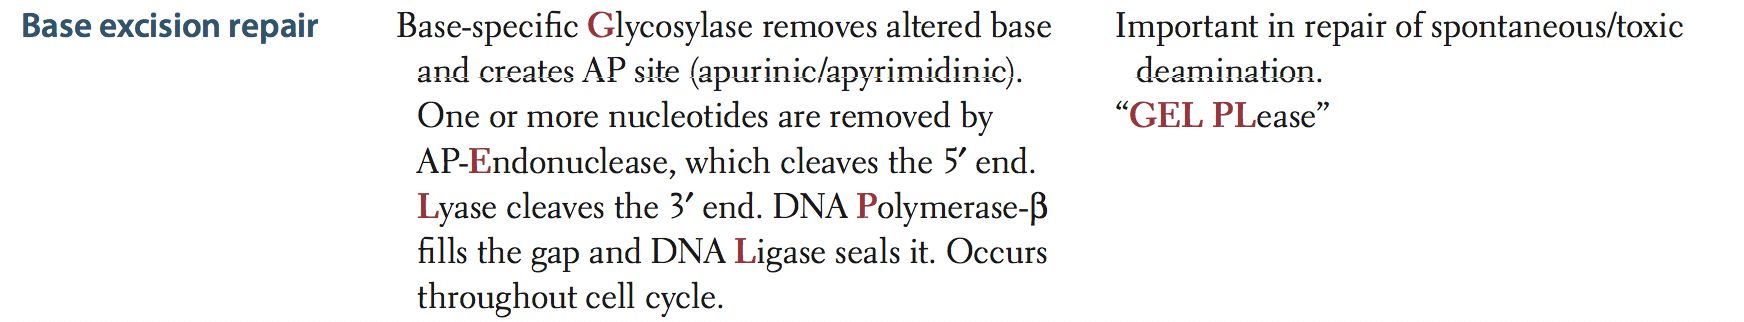 Base excision repair
Base-specific Glycosylase removes altered base
and creates AP site (apurinic/apyrimidinic).
One or more nucleotides are removed by
AP-Endonuclease, which cleaves the 5′ end.
Lyase cleaves the 3′ end. DNA Polymerase-β
fills the gap and DNA Ligase seals it. Occurs
throughout cell cycle.
Important in repair of spontaneous/toxic
deamination.
“GEL PLease”